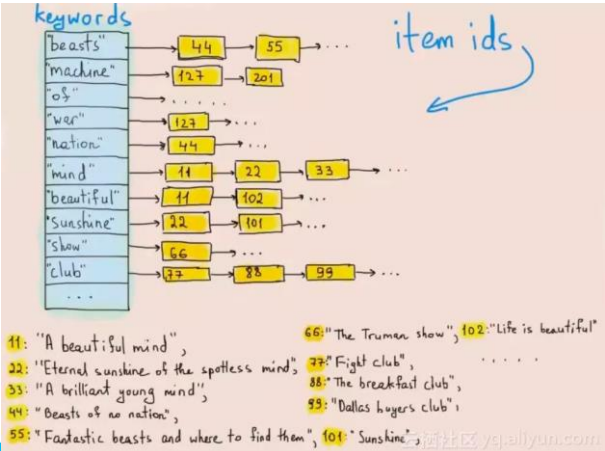 keywords
item ids
"beasts" 44 55 ...
"machine" 127 201
"of" .....
"war" 127 ...
"nation" 44 ...
"mind" 11 22 33 ...
"beautiful" 11 102 ...
"sunshine" 22 101 ...
"show" 66 ...
"club" 77 88 99 ...
...
11: "A beautiful mind",
22: "Eternal sunshine of the spotless mind",
33: "A brilliant young mind",
44: "Beasts of no nation",
55: "Fantastic beasts and where to find them", 101: "Sunshine",
66: "The Truman show", 102: "Life is beautiful"
77: "Fight club", .....
88: "The breakfast club",
99: "Dallas buyers club",
云栖社区 yq.aliyun.com